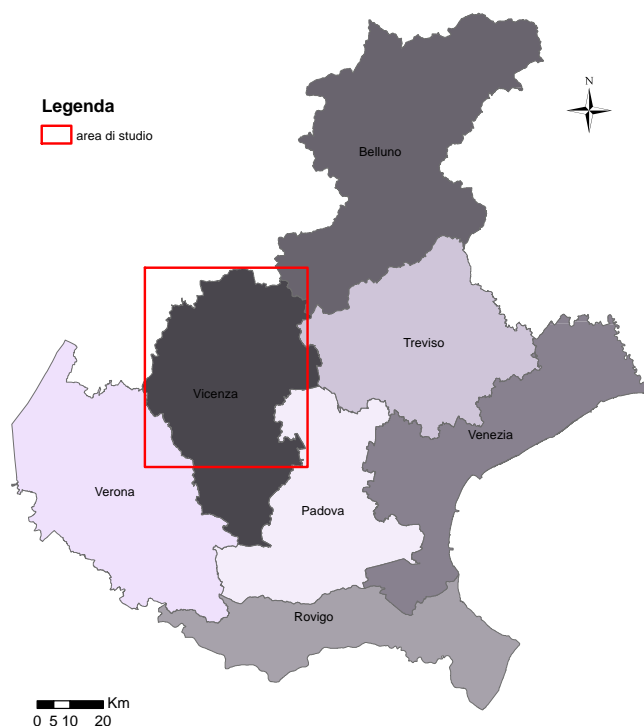 N
Legenda
area di studio
Belluno
Treviso
Vicenza
Venezia
Verona
Padova
Rovigo
Km
0 5 10 20